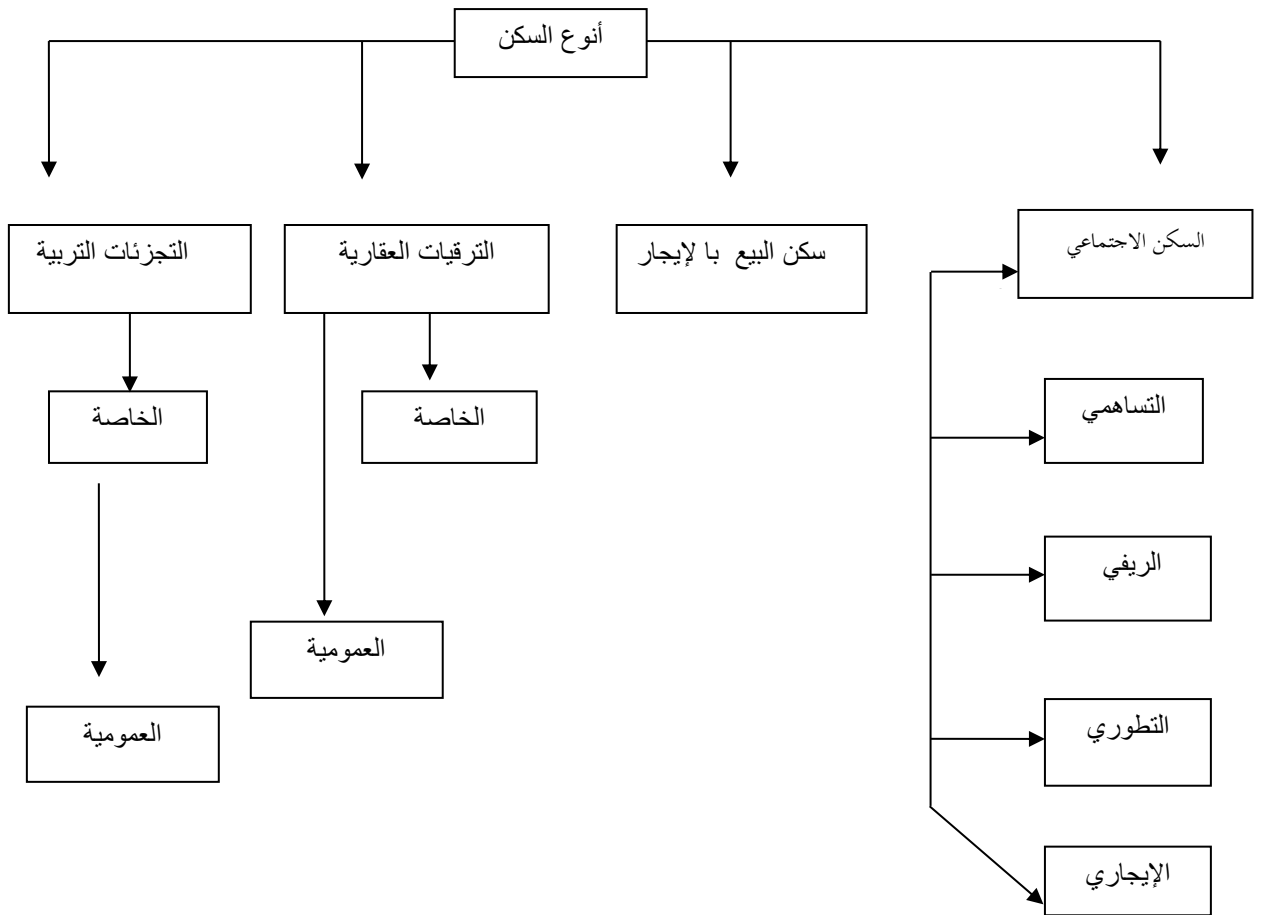 أنوع السكن
السكن الاجتماعي
سكن البيع با لإيجار
الترقيات العقارية
التجزئات التربية
التساهمي
الخاصة
الخاصة
الريفي
العمومية
التطوري
العمومية
الإيجاري